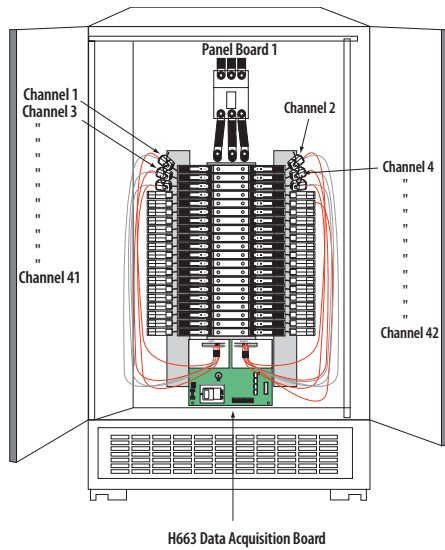 Panel Board 1
Channel 1
Channel 3
"
"
"
"
"
"
"
"
"
Channel 41
Channel 2
Channel 4
"
"
"
"
"
"
"
"
Channel 42
H663 Data Acquisition Board